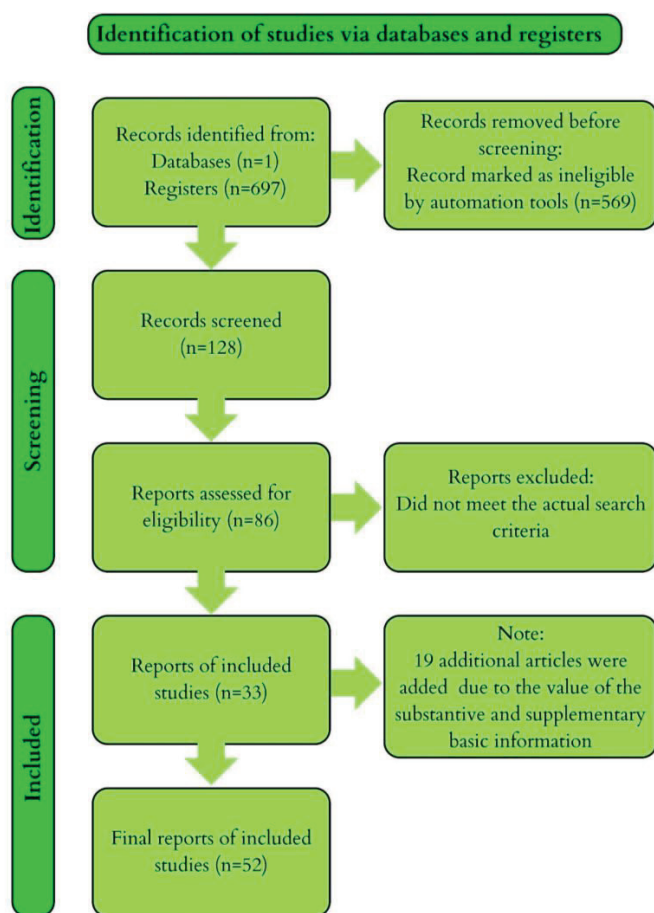 Identification of studies via databases and registers
Identification
Records identified from:
Databases (n=1)
Registers (n=697)
Records removed before
screening:
Record marked as ineligible
by automation tools (n=569)
Screening
Records screened
(n=128)
Reports assessed for
eligibility (n=86)
Reports excluded:
Did not meet the actual search
criteria
Included
Reports of included
studies (n=33)
Note:
19 additional articles were
added due to the value of the
substantive and supplementary
basic information
Final reports of included
studies (n=52)